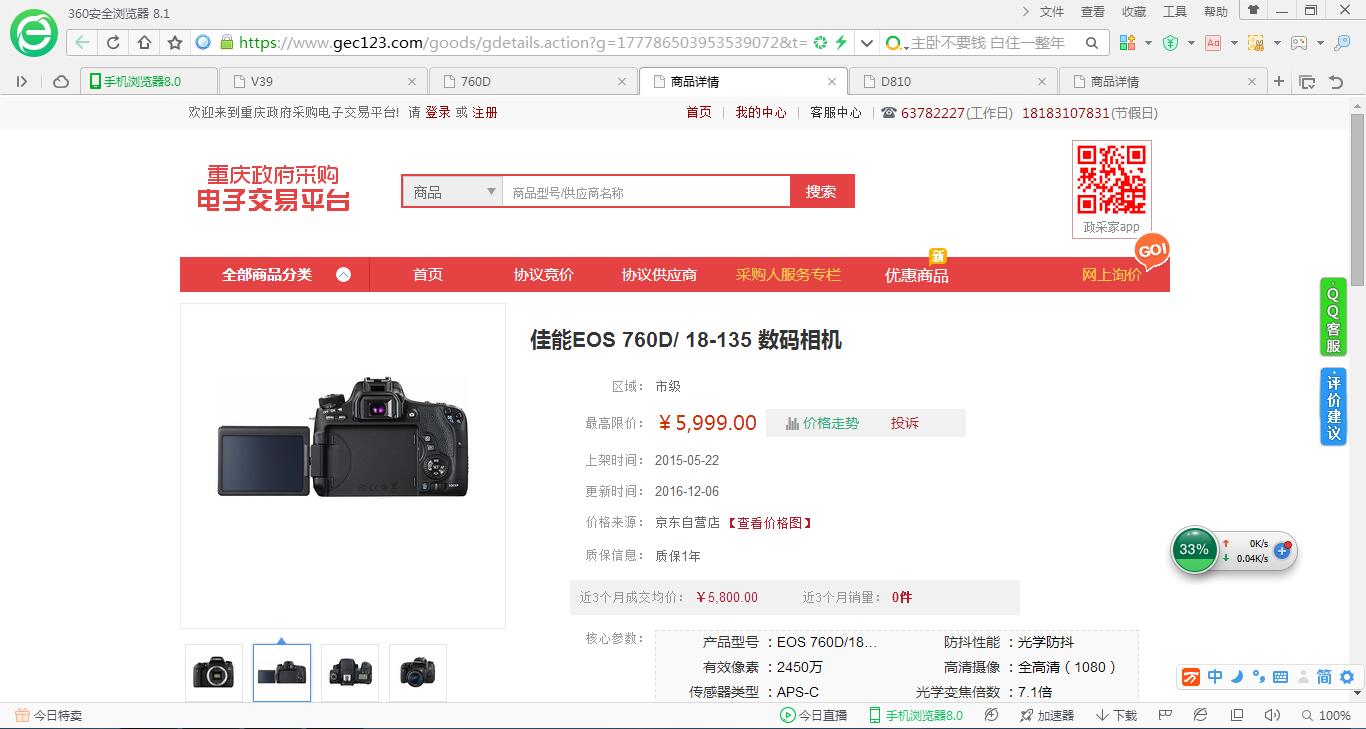 360安全浏览器 8.1
文件 查看 收藏 工具 帮助
https://www.gec123.com/goods/gdetails.action?g=177786503953539072&t=
主卧不要钱 白住一整年
手机浏览器8.0 V39 760D 商品详情 D810 商品详情
欢迎来到重庆政府采购电子交易平台! 请 登录 或 注册
首页 我的中心 客服中心 63782227(工作日) 18183107831(节假日)
重庆政府采购
电子交易平台
商品 商品型号/供应商名称 搜索
政采家app
GO!
新
全部商品分类 首页 协议竞价 协议供应商 采购人服务专栏 优惠商品 网上询价
佳能EOS 760D/ 18-135 数码相机
区域: 市级
最高限价: ¥5,999.00 价格走势 投诉
上架时间: 2015-05-22
更新时间: 2016-12-06
价格来源: 京东自营店 【查看价格图】
质保信息: 质保1年
近3个月成交均价: ¥5,800.00 近3个月销量: 0件
核心参数: 产品型号 : EOS 760D/18... 防抖性能 : 光学防抖
有效像素 : 2450万 高清摄像 : 全高清（1080）
传感器类型 : APS-C 光学变焦倍数 : 7.1倍
QQ客服
评价建议
33% 0K/s
0.04K/s
中 简
今日特卖 今日直播 手机浏览器8.0 加速器 下载 100%